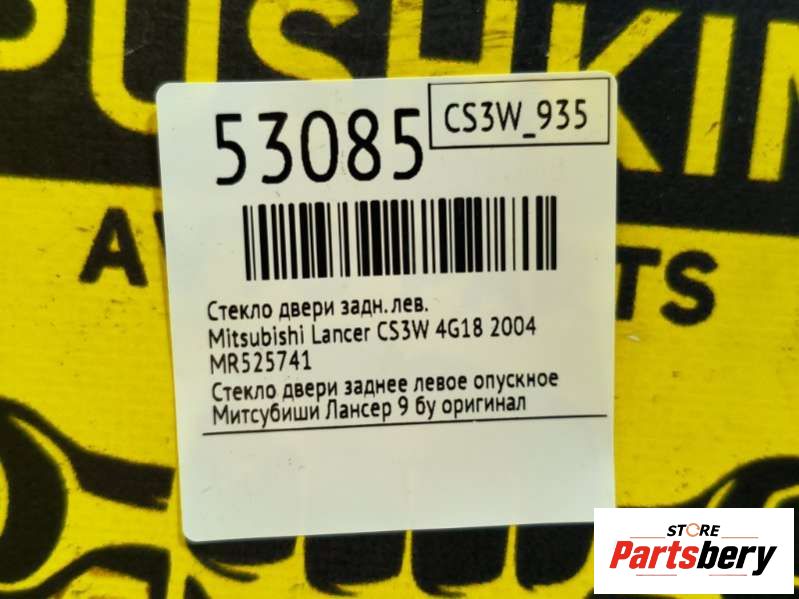 PUSHKIN
53085
CS3W_935
Стекло двери задн.лев.
Mitsubishi Lancer CS3W 4G18 2004
MR525741
Стекло двери заднее левое опускное
Митсубиши Лансер 9 бу оригинал
STORE
Partsbery